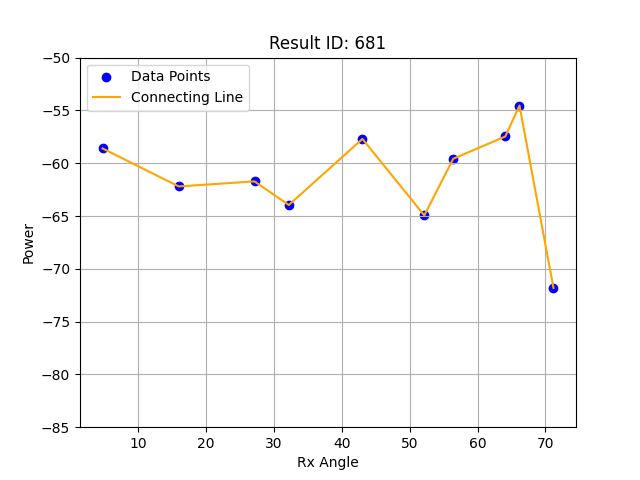 Result ID: 681
Data Points
Connecting Line
Power
−50
−55
−60
−65
−70
−75
−80
−85
10 20 30 40 50 60 70
Rx Angle